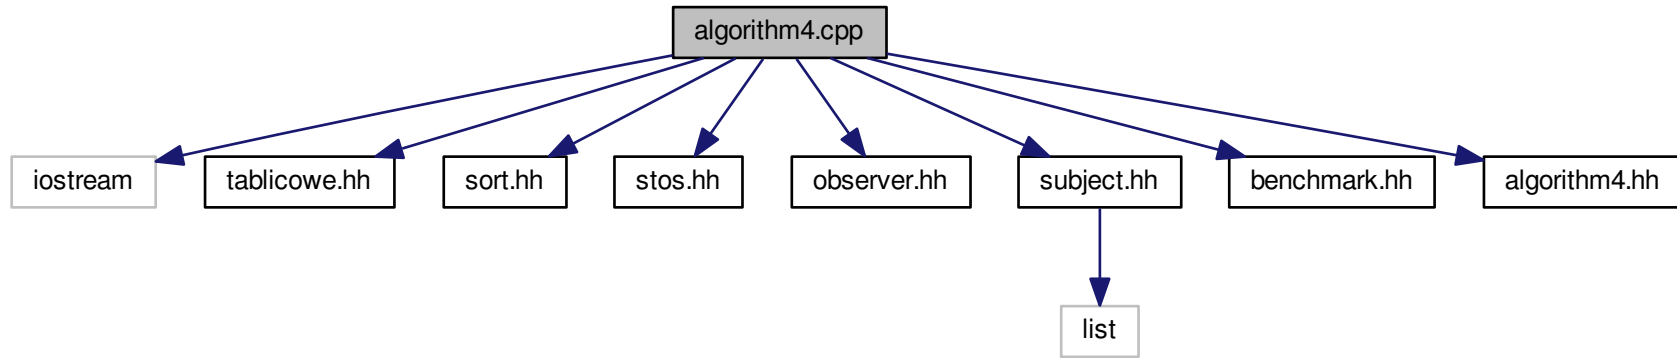 algorithm4.cpp
iostream
tablicowe.hh
sort.hh
stos.hh
observer.hh
subject.hh
benchmark.hh
algorithm4.hh
list